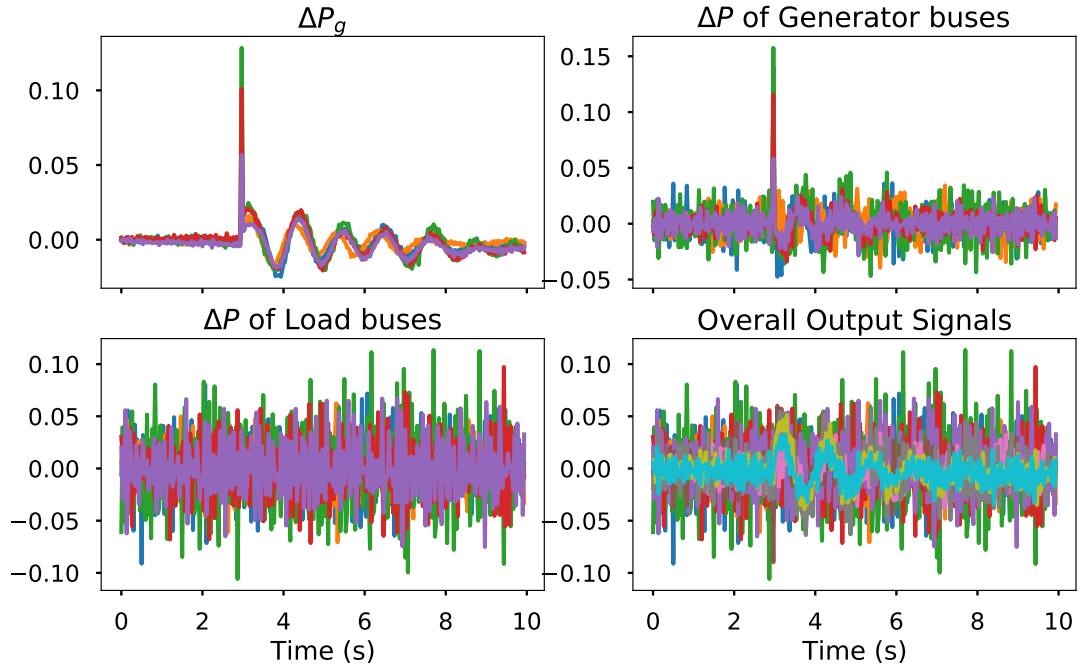 ΔP_g
0.10
0.05
0.00
ΔP of Generator buses
0.15
0.10
0.05
0.00
−0.05
ΔP of Load buses
0.10
0.05
0.00
−0.05
−0.10
0 2 4 6 8 10
Time (s)
Overall Output Signals
0.10
0.05
0.00
−0.05
−0.10
0 2 4 6 8 10
Time (s)